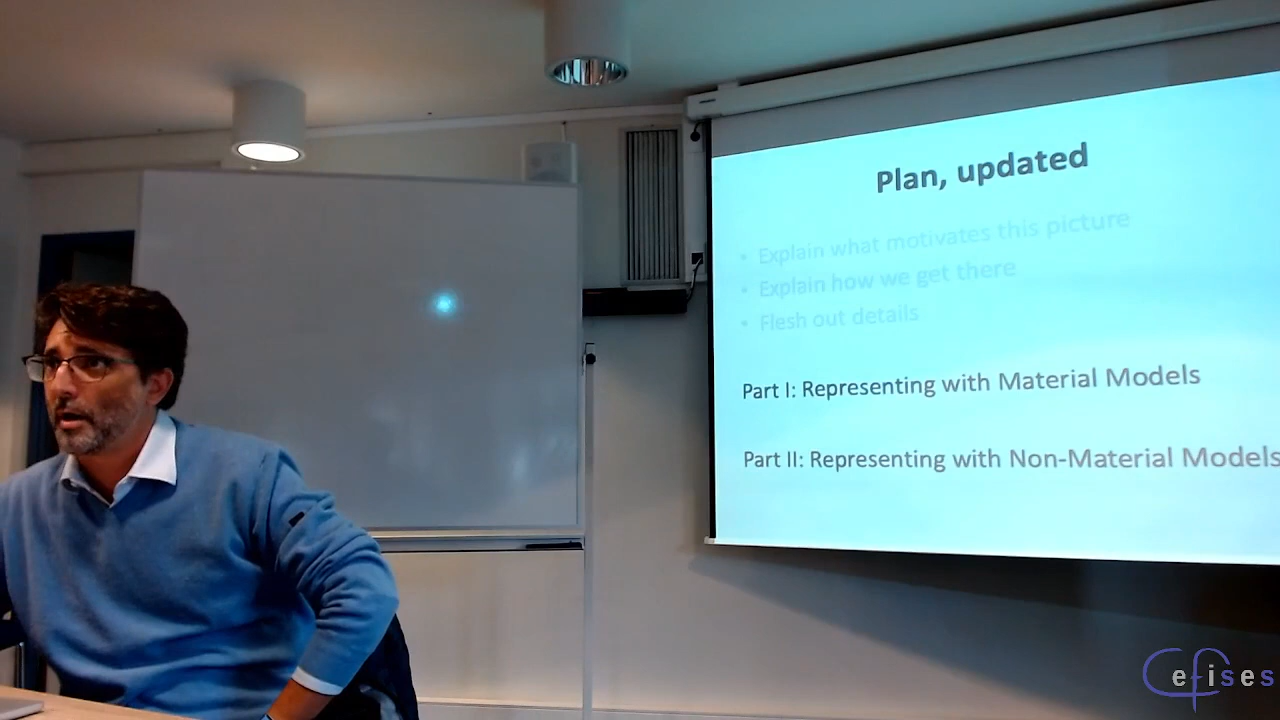 Plan, updated
• Explain what motivates this picture
• Explain how we get there
• Flesh out details
Part I: Representing with Material Models
Part II: Representing with Non-Material Models
Cefises